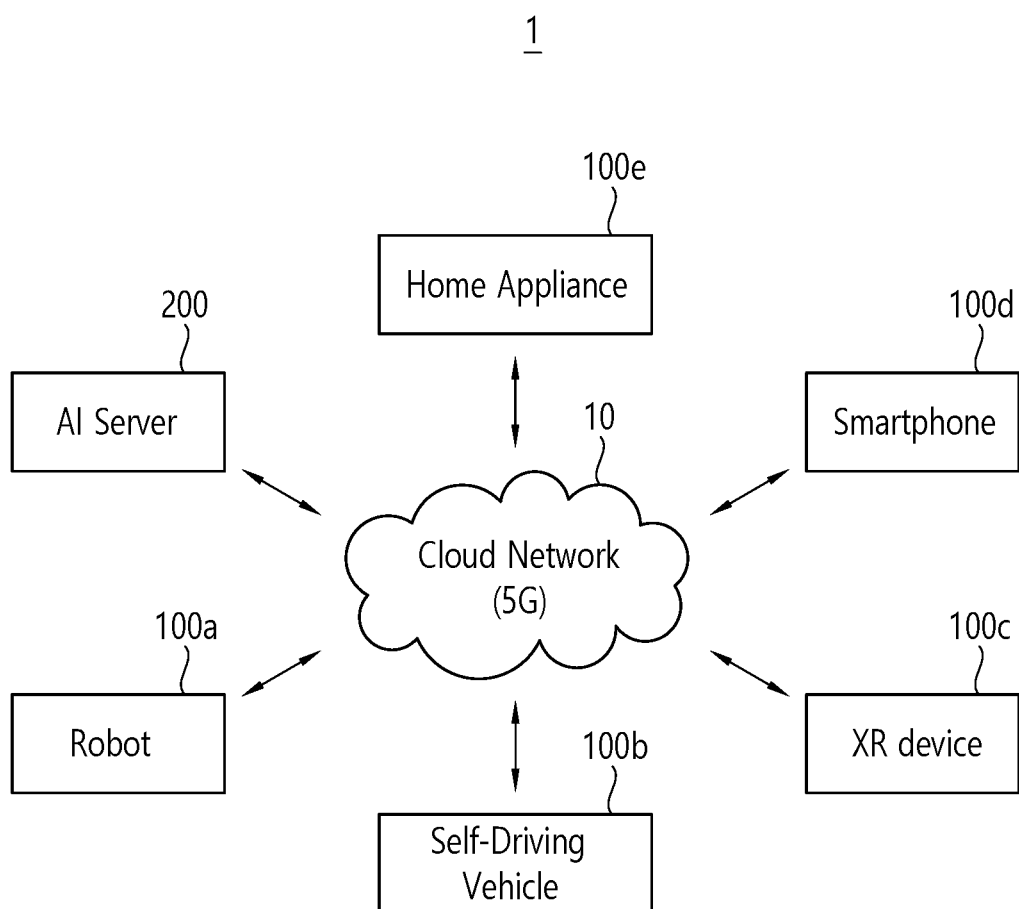 1
100e
Home Appliance
200
AI Server
100d
Smartphone
10
Cloud Network
(5G)
100a
Robot
100c
XR device
100b
Self-Driving
Vehicle